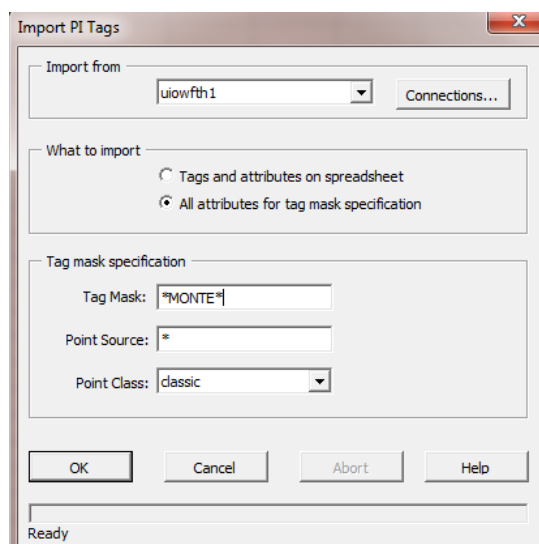 Import PI Tags
X
Import from
uiowfth1
Connections...
What to import
Tags and attributes on spreadsheet
All attributes for tag mask specification
Tag mask specification
Tag Mask: *MONTE*
Point Source: *
Point Class: classic
OK Cancel Abort Help
Ready